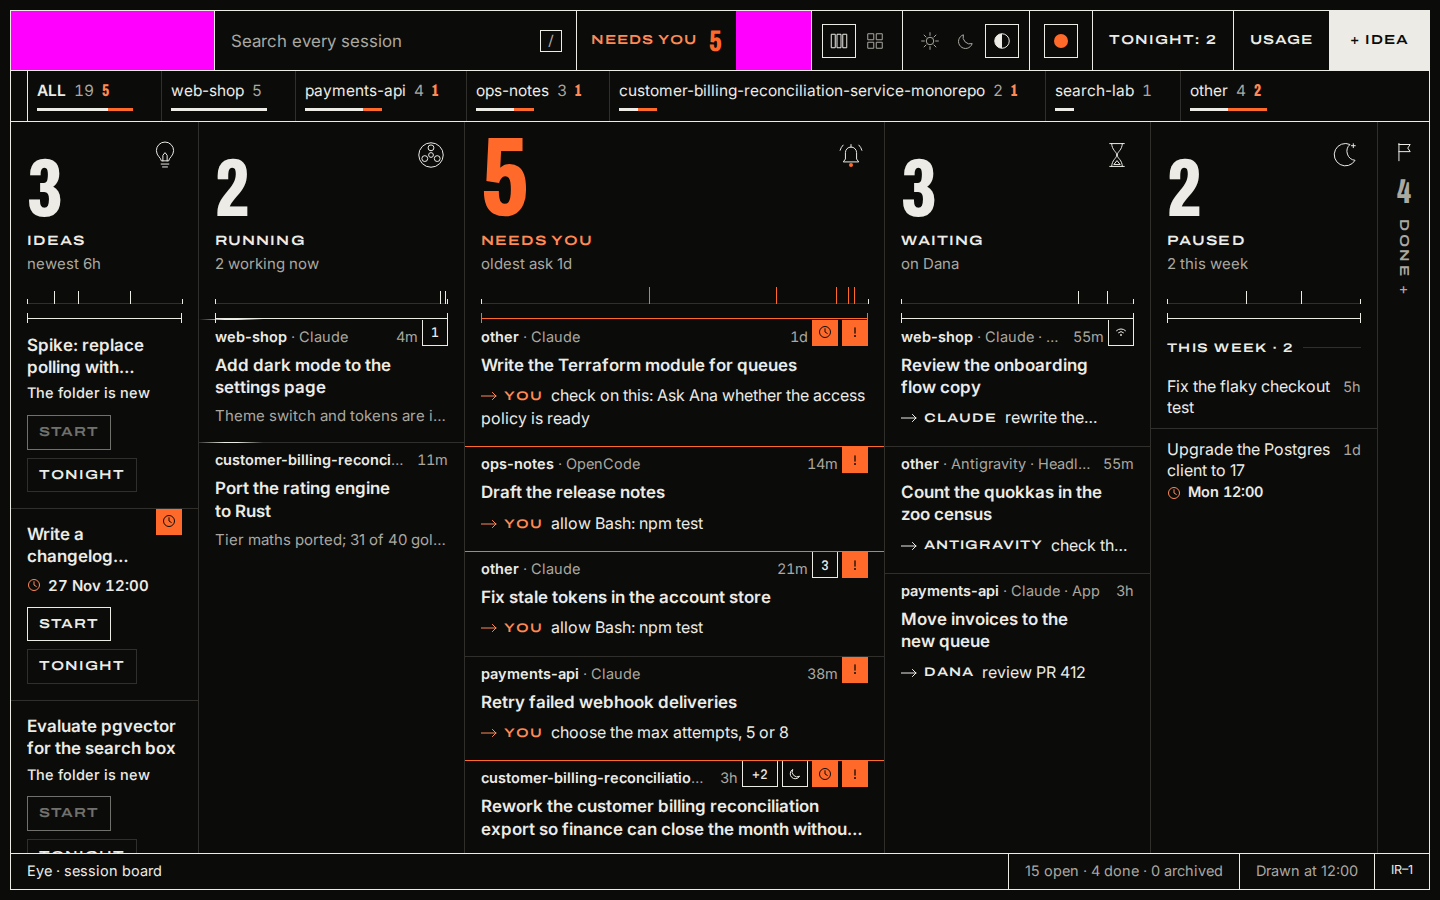 Search every session
/
NEEDS YOU 5
TONIGHT: 2
USAGE
+ IDEA
ALL 19 5
web-shop 5
payments-api 4 1
ops-notes 3 1
customer-billing-reconciliation-service-monorepo 2 1
search-lab 1
other 4 2
3
IDEAS
newest 6h
Spike: replace
polling with...
The folder is new
START
TONIGHT
Write a
changelog...
27 Nov 12:00
START
TONIGHT
Evaluate pgvector
for the search box
The folder is new
START
TONIGHT
2
RUNNING
2 working now
web-shop · Claude 4m 1
Add dark mode to the
settings page
Theme switch and tokens are i...
customer-billing-reconci... 11m
Port the rating engine
to Rust
Tier maths ported; 31 of 40 gol...
5
NEEDS YOU
oldest ask 1d
other · Claude 1d !
Write the Terraform module for queues
→ YOU check on this: Ask Ana whether the access
policy is ready
ops-notes · OpenCode 14m !
Draft the release notes
→ YOU allow Bash: npm test
other · Claude 21m 3 !
Fix stale tokens in the account store
→ YOU allow Bash: npm test
payments-api · Claude 38m !
Retry failed webhook deliveries
→ YOU choose the max attempts, 5 or 8
customer-billing-reconciliatio... 3h +2 !
Rework the customer billing reconciliation
export so finance can close the month withou...
3
WAITING
on Dana
web-shop · Claude · ... 55m
Review the onboarding
flow copy
→ CLAUDE rewrite the...
other · Antigravity · Headl... 55m
Count the quokkas in the
zoo census
→ ANTIGRAVITY check th...
payments-api · Claude · App 3h
Move invoices to the
new queue
→ DANA review PR 412
2
PAUSED
2 this week
THIS WEEK · 2
Fix the flaky checkout 5h
test
Upgrade the Postgres 1d
client to 17
Mon 12:00
4 DONE +
Eye · session board
15 open · 4 done · 0 archived
Drawn at 12:00
IR–1